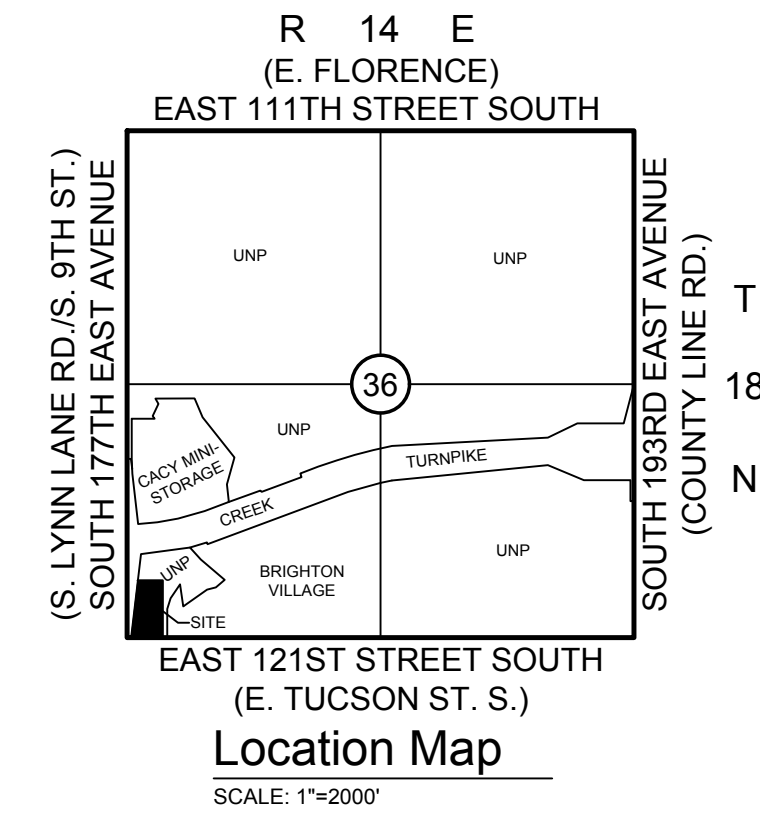 R 14 E
(E. FLORENCE)
EAST 111TH STREET SOUTH
(S. LYNN LANE RD./S. 9TH ST.)
SOUTH 177TH EAST AVENUE
UNP
UNP
SOUTH 193RD EAST AVENUE
(COUNTY LINE RD.)
T
18
N
36
UNP
CACY MINI-
STORAGE
TURNPIKE
CREEK
UNP
BRIGHTON
VILLAGE
UNP
SITE
EAST 121ST STREET SOUTH
(E. TUCSON ST. S.)
Location Map
SCALE: 1"=2000'